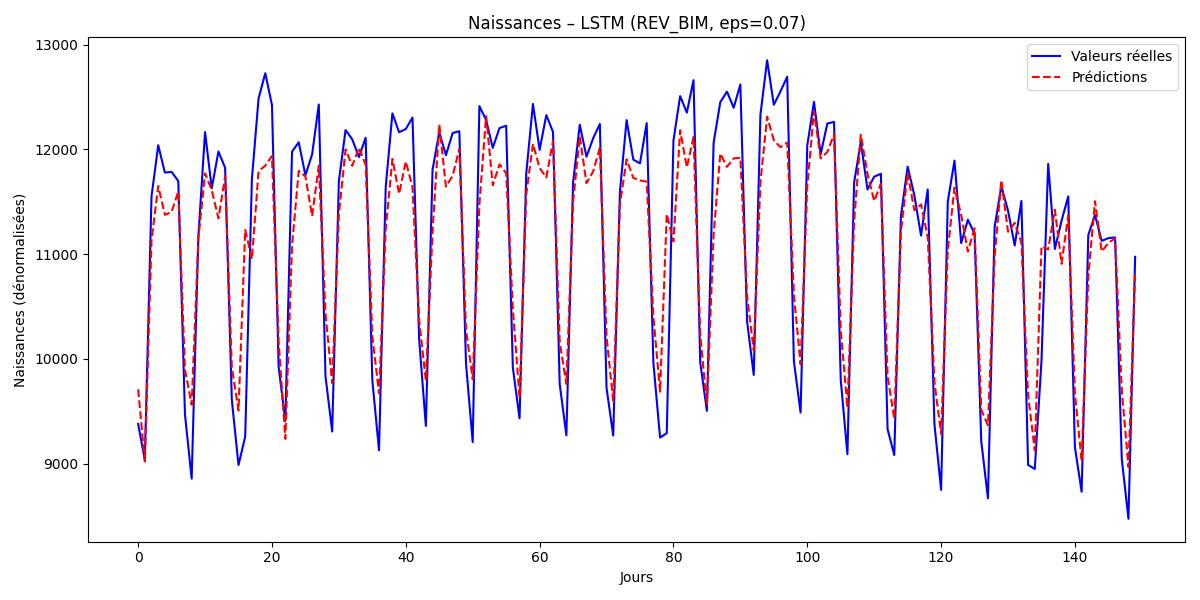 Naissances – LSTM (REV_BIM, eps=0.07)
Valeurs réelles
Prédictions
Naissances (dénormalisées)
13000
12000
11000
10000
9000
0 20 40 60 80 100 120 140
Jours